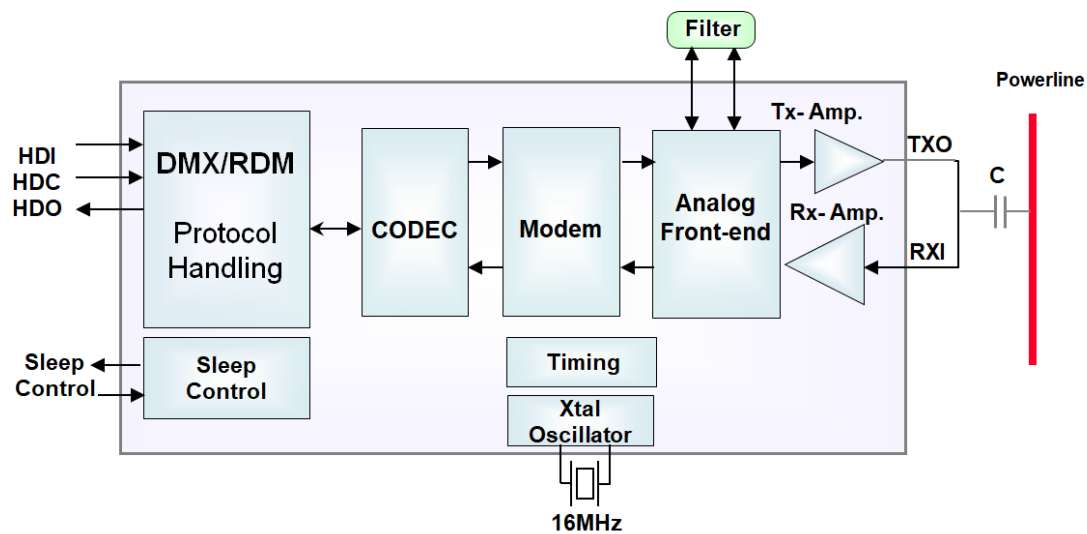 Filter
Powerline
Tx- Amp.
HDI
HDC
HDO
DMX/RDM
Protocol
Handling
CODEC
Modem
Analog
Front-end
TXO
C
Rx- Amp.
RXI
Sleep
Control
Sleep
Control
Timing
Xtal
Oscillator
16MHz